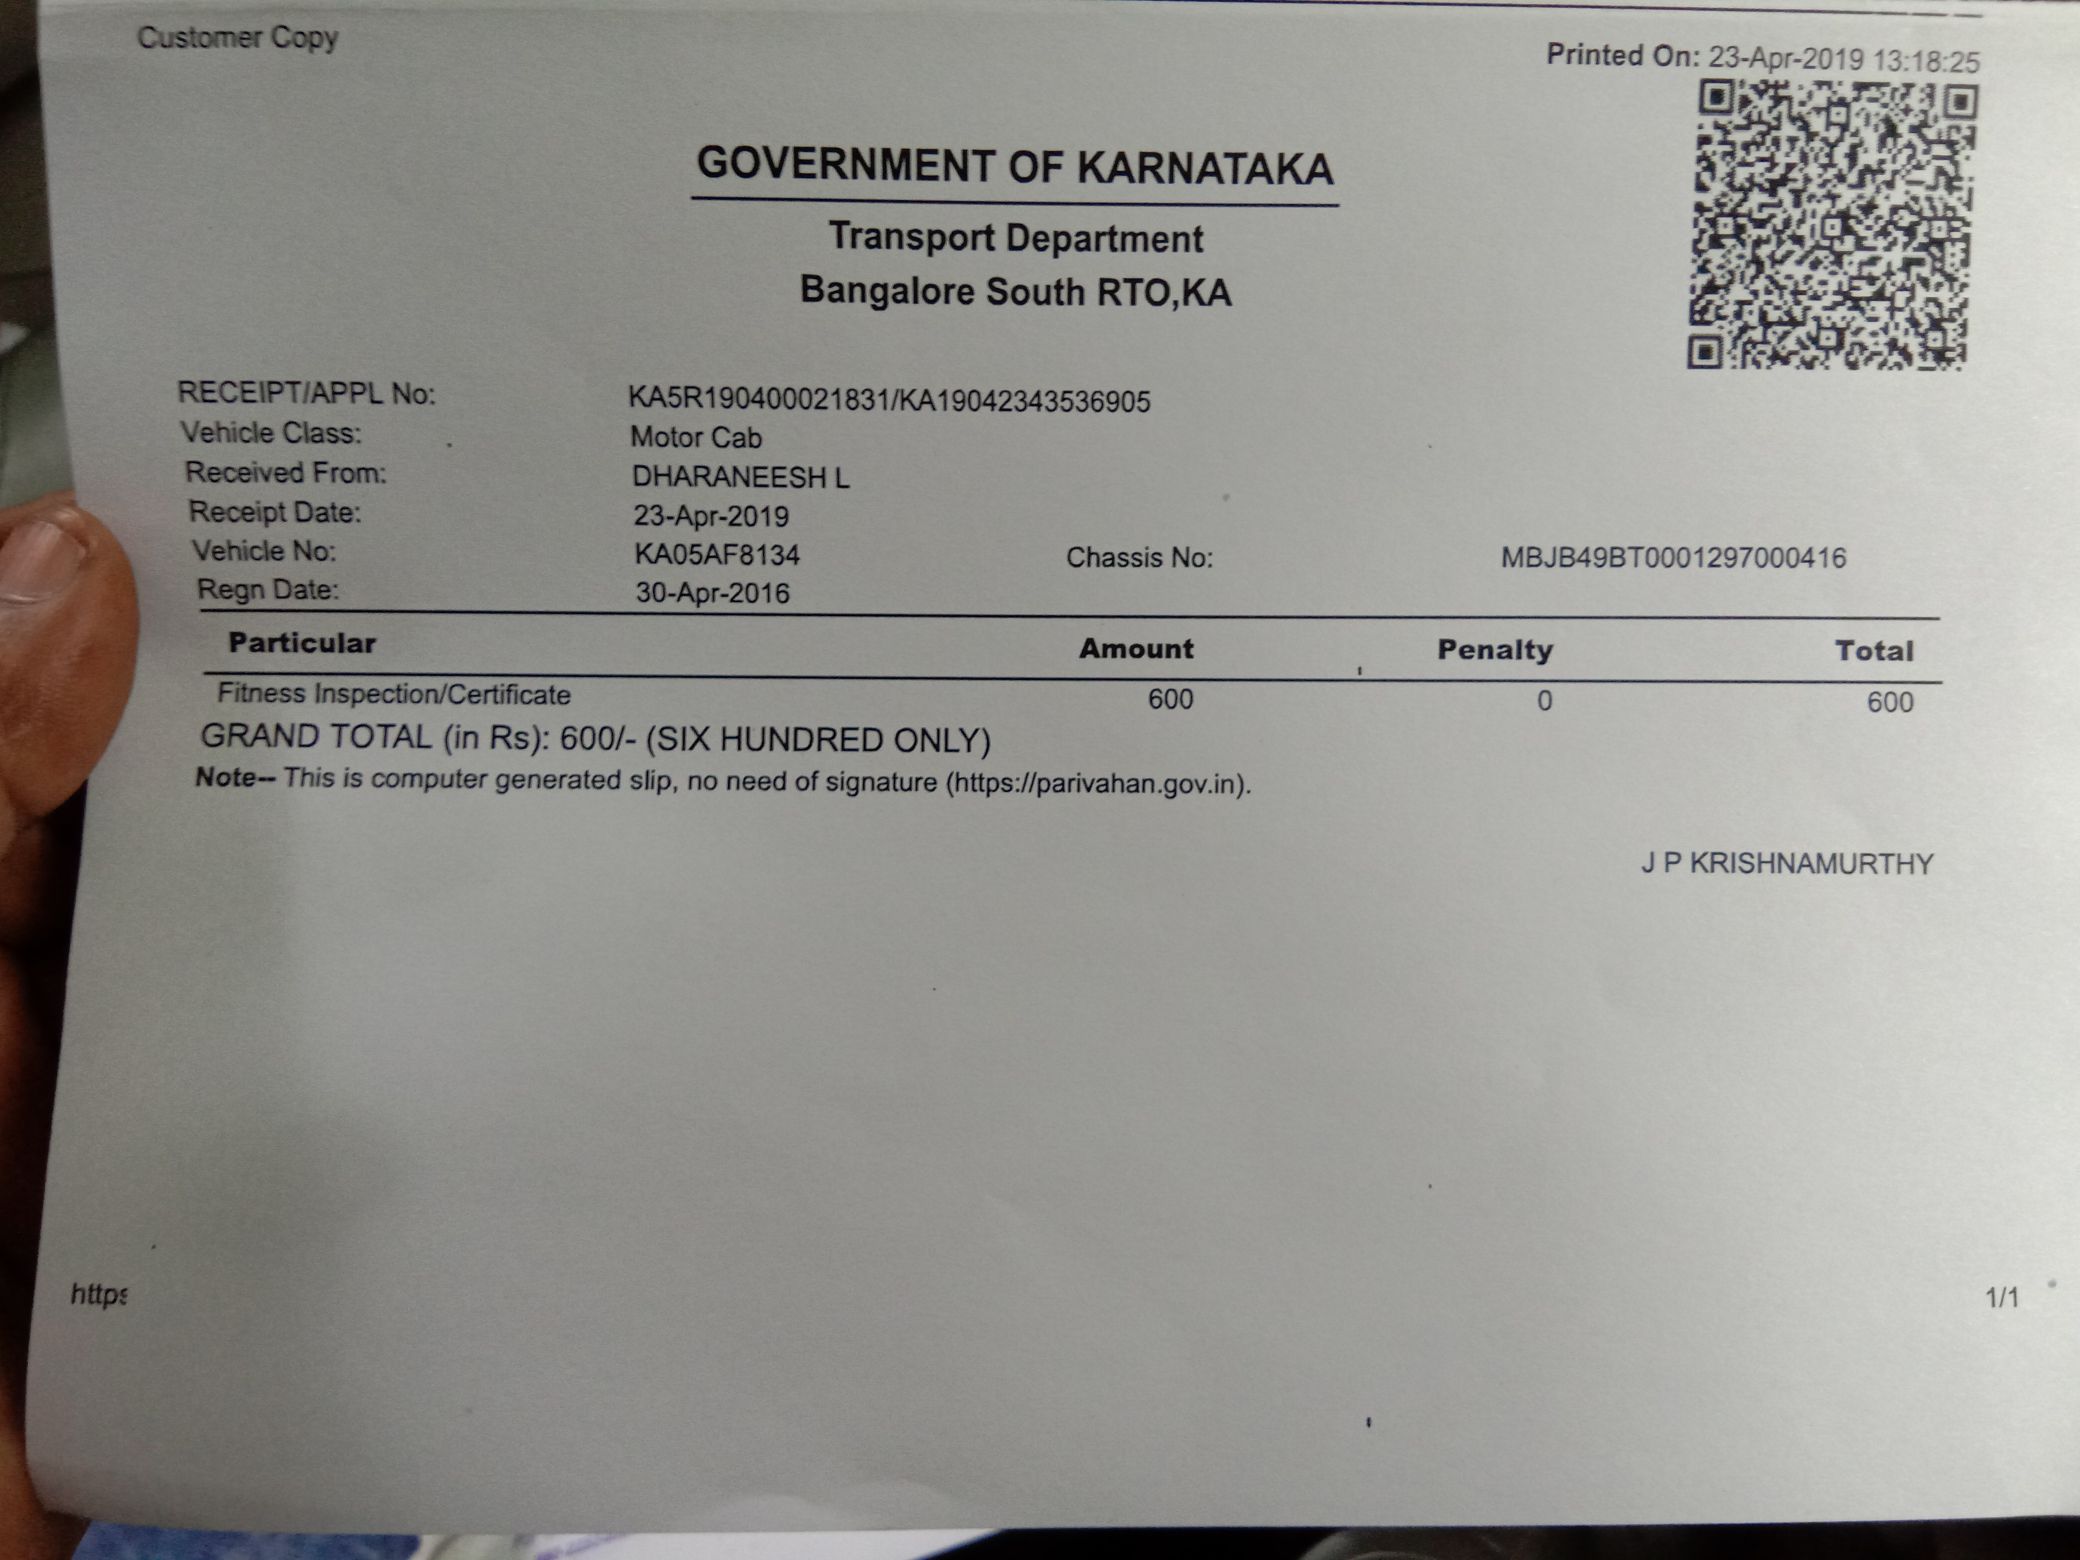 Customer Copy
Printed On: 23-Apr-2019 13:18:25
GOVERNMENT OF KARNATAKA
Transport Department
Bangalore South RTO,KA
RECEIPT/APPL No: KA5R190400021831/KA19042343536905
Vehicle Class: Motor Cab
Received From: DHARANEESH L
Receipt Date: 23-Apr-2019
Vehicle No: KA05AF8134 Chassis No: MBJB49BT0001297000416
Regn Date: 30-Apr-2016
Particular Amount Penalty Total
Fitness Inspection/Certificate 600 0 600
GRAND TOTAL (in Rs): 600/- (SIX HUNDRED ONLY)
Note-- This is computer generated slip, no need of signature (https://parivahan.gov.in).
J P KRISHNAMURTHY
https 1/1